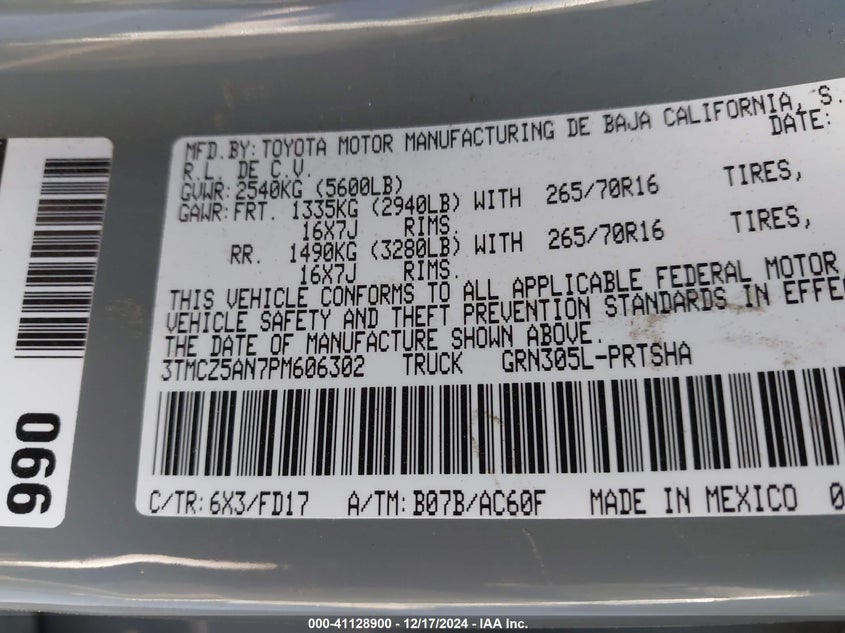 MFD.BY: TOYOTA MOTOR MANUFACTURING DE BAJA CALIFORNIA, S.
R.L. DE C.V. DATE:
GVWR: 2540KG (5600LB)
GAWR: FRT. 1335KG (2940LB) WITH 265/70R16 TIRES,
16X7J RIMS.
RR. 1490KG (3280LB) WITH 265/70R16 TIRES,
16X7J RIMS.
THIS VEHICLE CONFORMS TO ALL APPLICABLE FEDERAL MOTOR
VEHICLE SAFETY AND THEFT PREVENTION STANDARDS IN EFFE
THE DATE OF MANUFACTURE SHOWN ABOVE.
3TMCZ5AN7PM606302 TRUCK GRN305L-PRTSHA
C/TR: 6X3/FD17 A/TM: B07B/AC60F MADE IN MEXICO 0
990
000-41128900 - 12/17/2024 - IAA Inc.